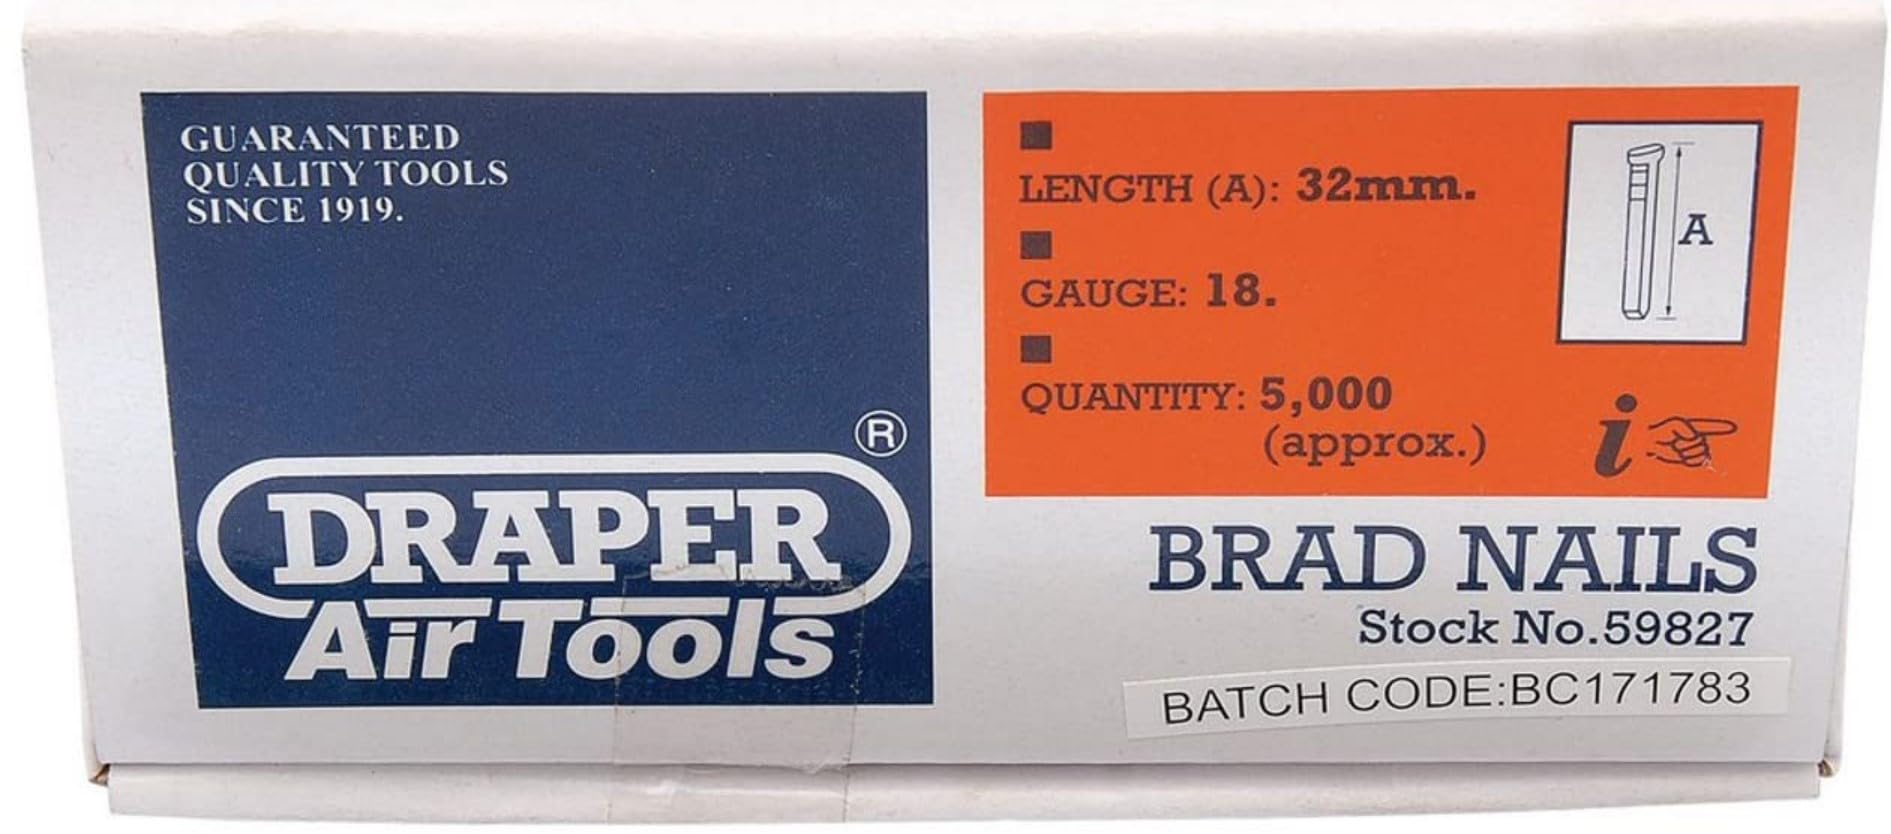 GUARANTEED
QUALITY TOOLS
SINCE 1919.
®
DRAPER
Air Tools
LENGTH (A): 32mm.
GAUGE: 18.
QUANTITY: 5,000
(approx.)
A
i
BRAD NAILS
Stock No.59827
BATCH CODE:BC171783